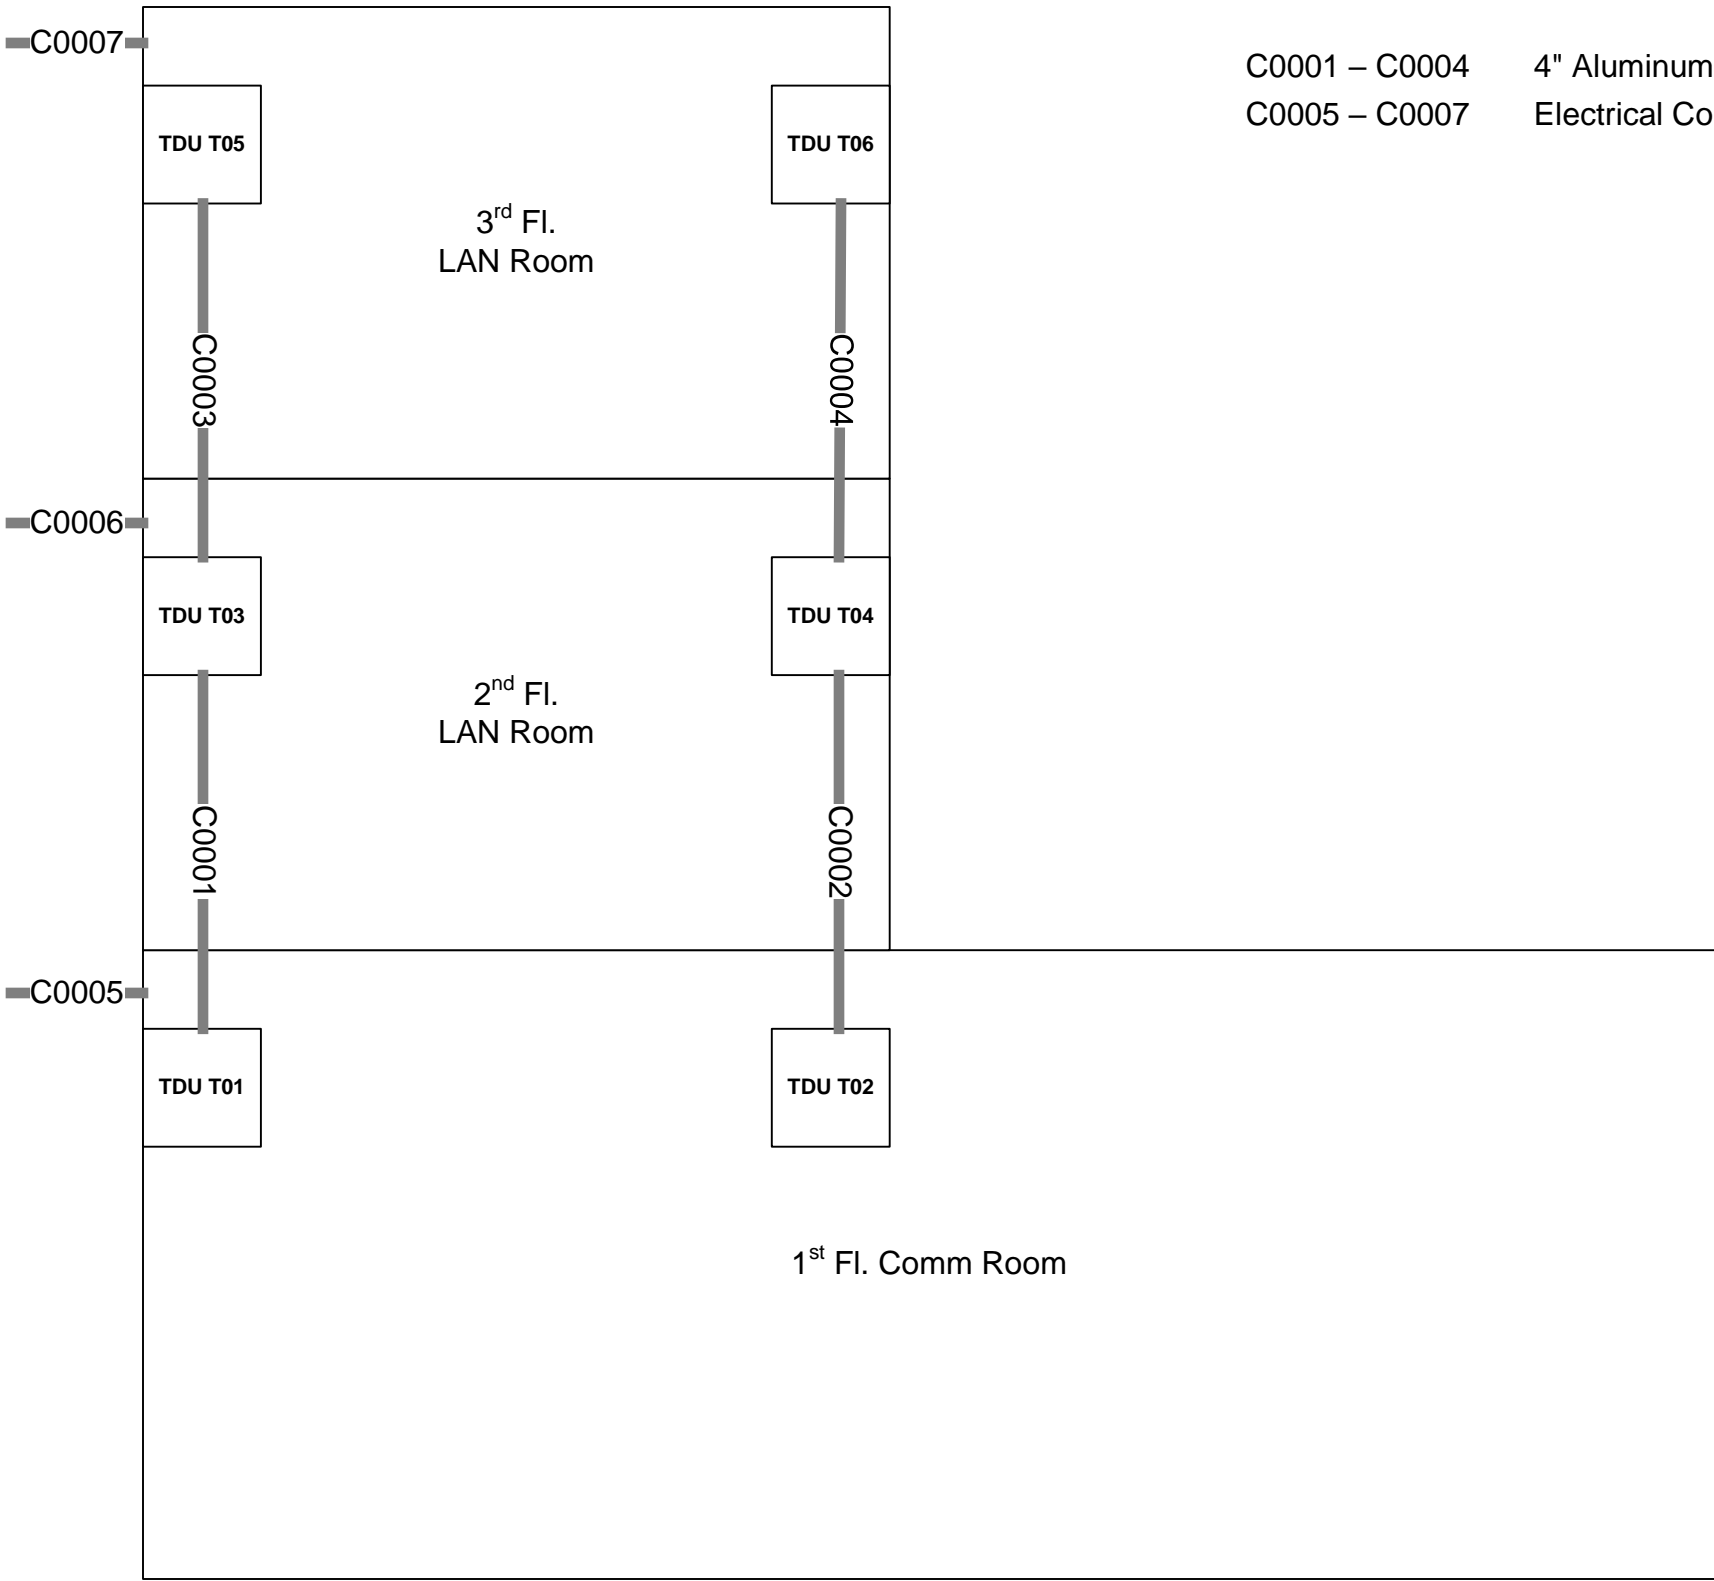 C0007
C0001 – C0004 4" Aluminum
C0005 – C0007 Electrical Co
TDU T05
TDU T06
3rd Fl.
LAN Room
C0003
C0004
C0006
TDU T03
TDU T04
2nd Fl.
LAN Room
C0001
C0002
C0005
TDU T01
TDU T02
1st Fl. Comm Room